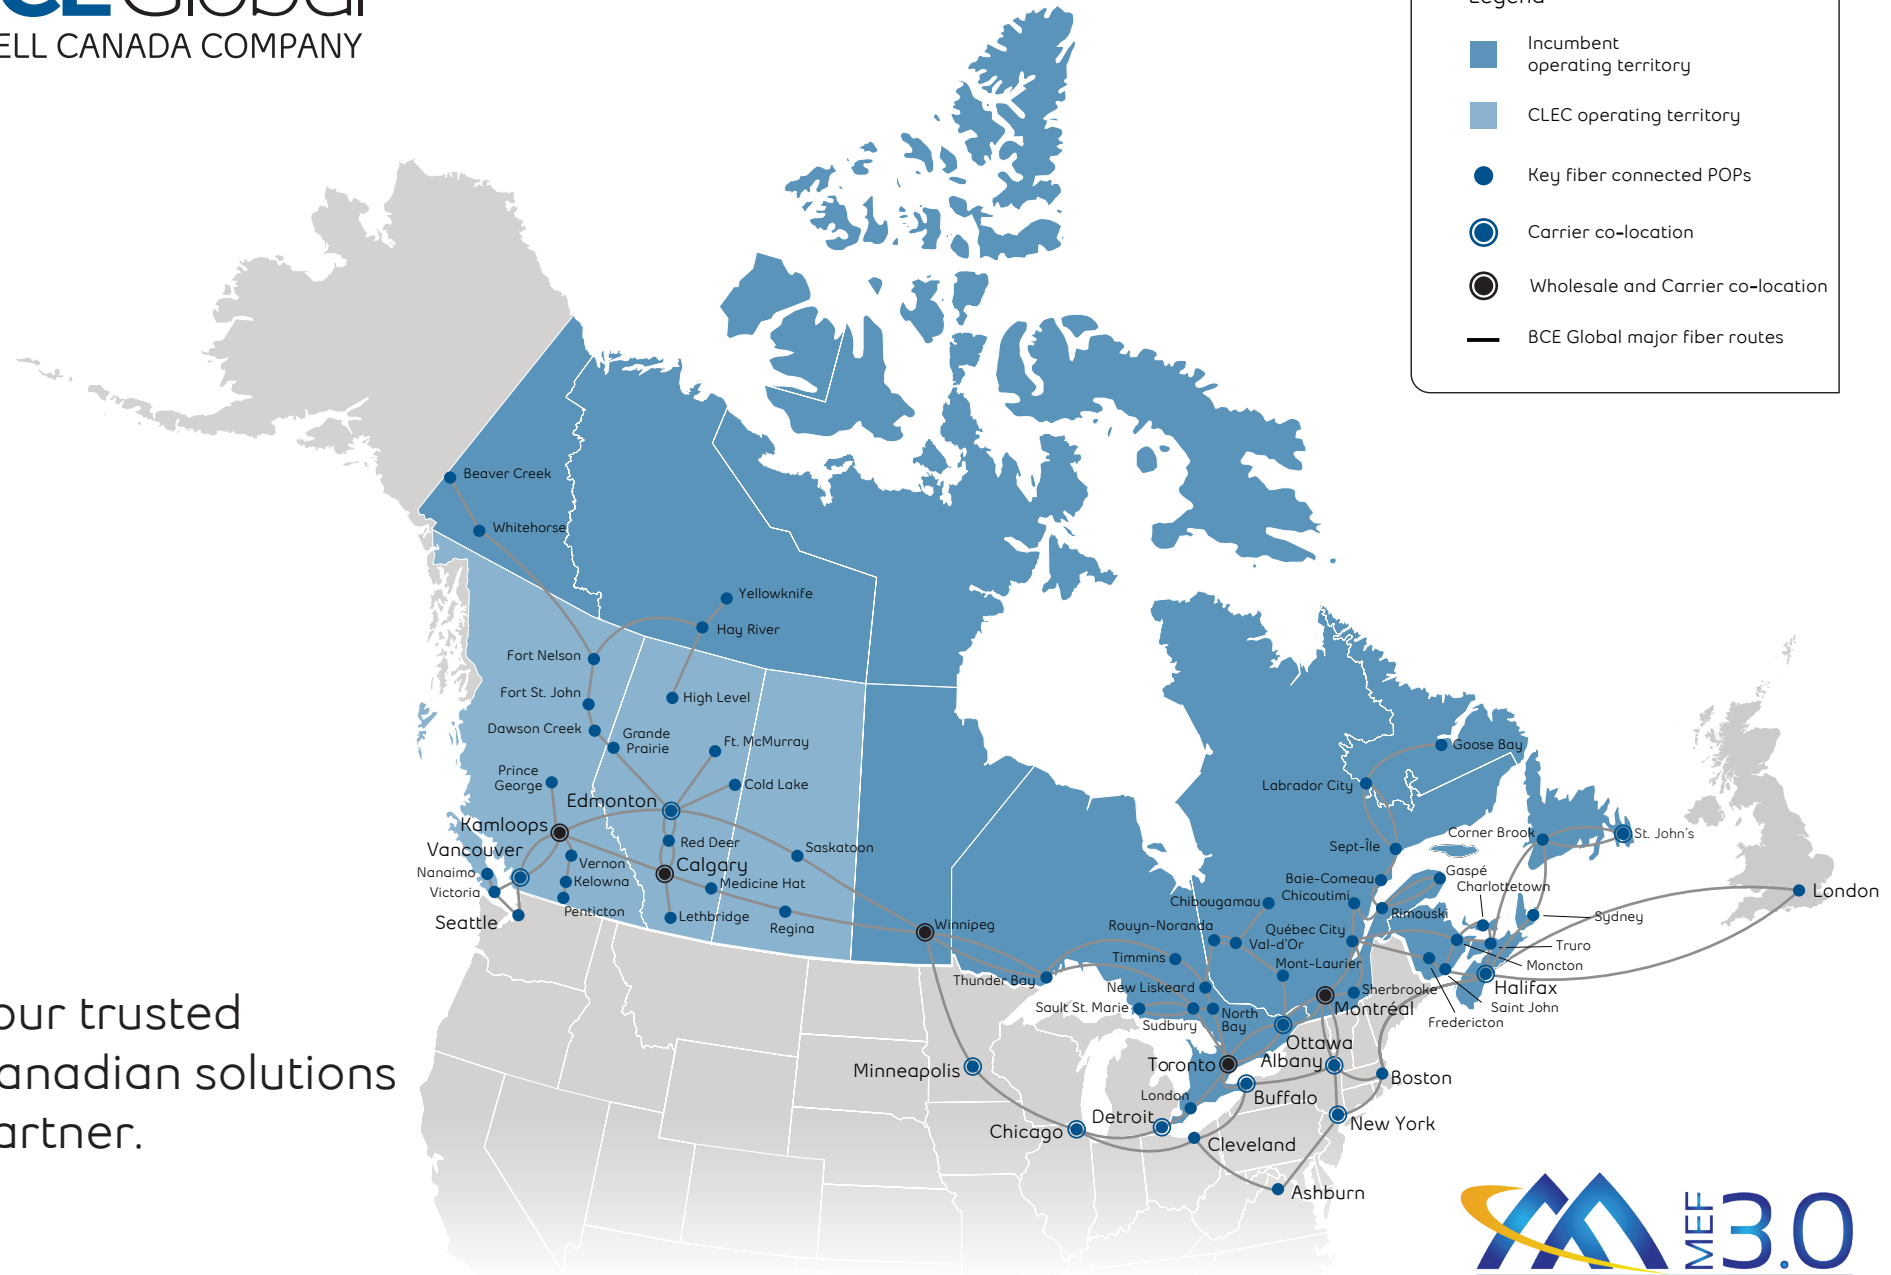 CE Global
ELL CANADA COMPANY
Legend
Incumbent
operating territory
CLEC operating territory
Key fiber connected POPs
Carrier co-location
Wholesale and Carrier co-location
BCE Global major fiber routes
Beaver Creek
Whitehorse
Yellowknife
Hay River
Fort Nelson
Fort St. John
High Level
Dawson Creek
Grande
Prairie
Ft. McMurray
Prince
George
Cold Lake
Edmonton
Kamloops
Vancouver
Red Deer
Saskatoon
Nanaimo
Vernon
Calgary
Victoria
Kelowna
Medicine Hat
Seattle
Penticton
Lethbridge
Regina
Winnipeg
Goose Bay
Labrador City
Corner Brook
St. John's
Sept-Île
Gaspé
Baie-Comeau
Charlottetown
Chicoutimi
Chibougamau
Rimouski
London
Sydney
Rouyn-Noranda
Québec City
Val-d'Or
Truro
Timmins
Mont-Laurier
Moncton
Thunder Bay
New Liskeard
Sherbrooke
Halifax
Sault St. Marie
North
Bay
Montréal
Saint John
Sudbury
Fredericton
Ottawa
Toronto
Albany
Minneapolis
Boston
London
Buffalo
Detroit
Chicago
New York
Cleveland
Ashburn
our trusted
anadian solutions
artner.
MEF
3.0